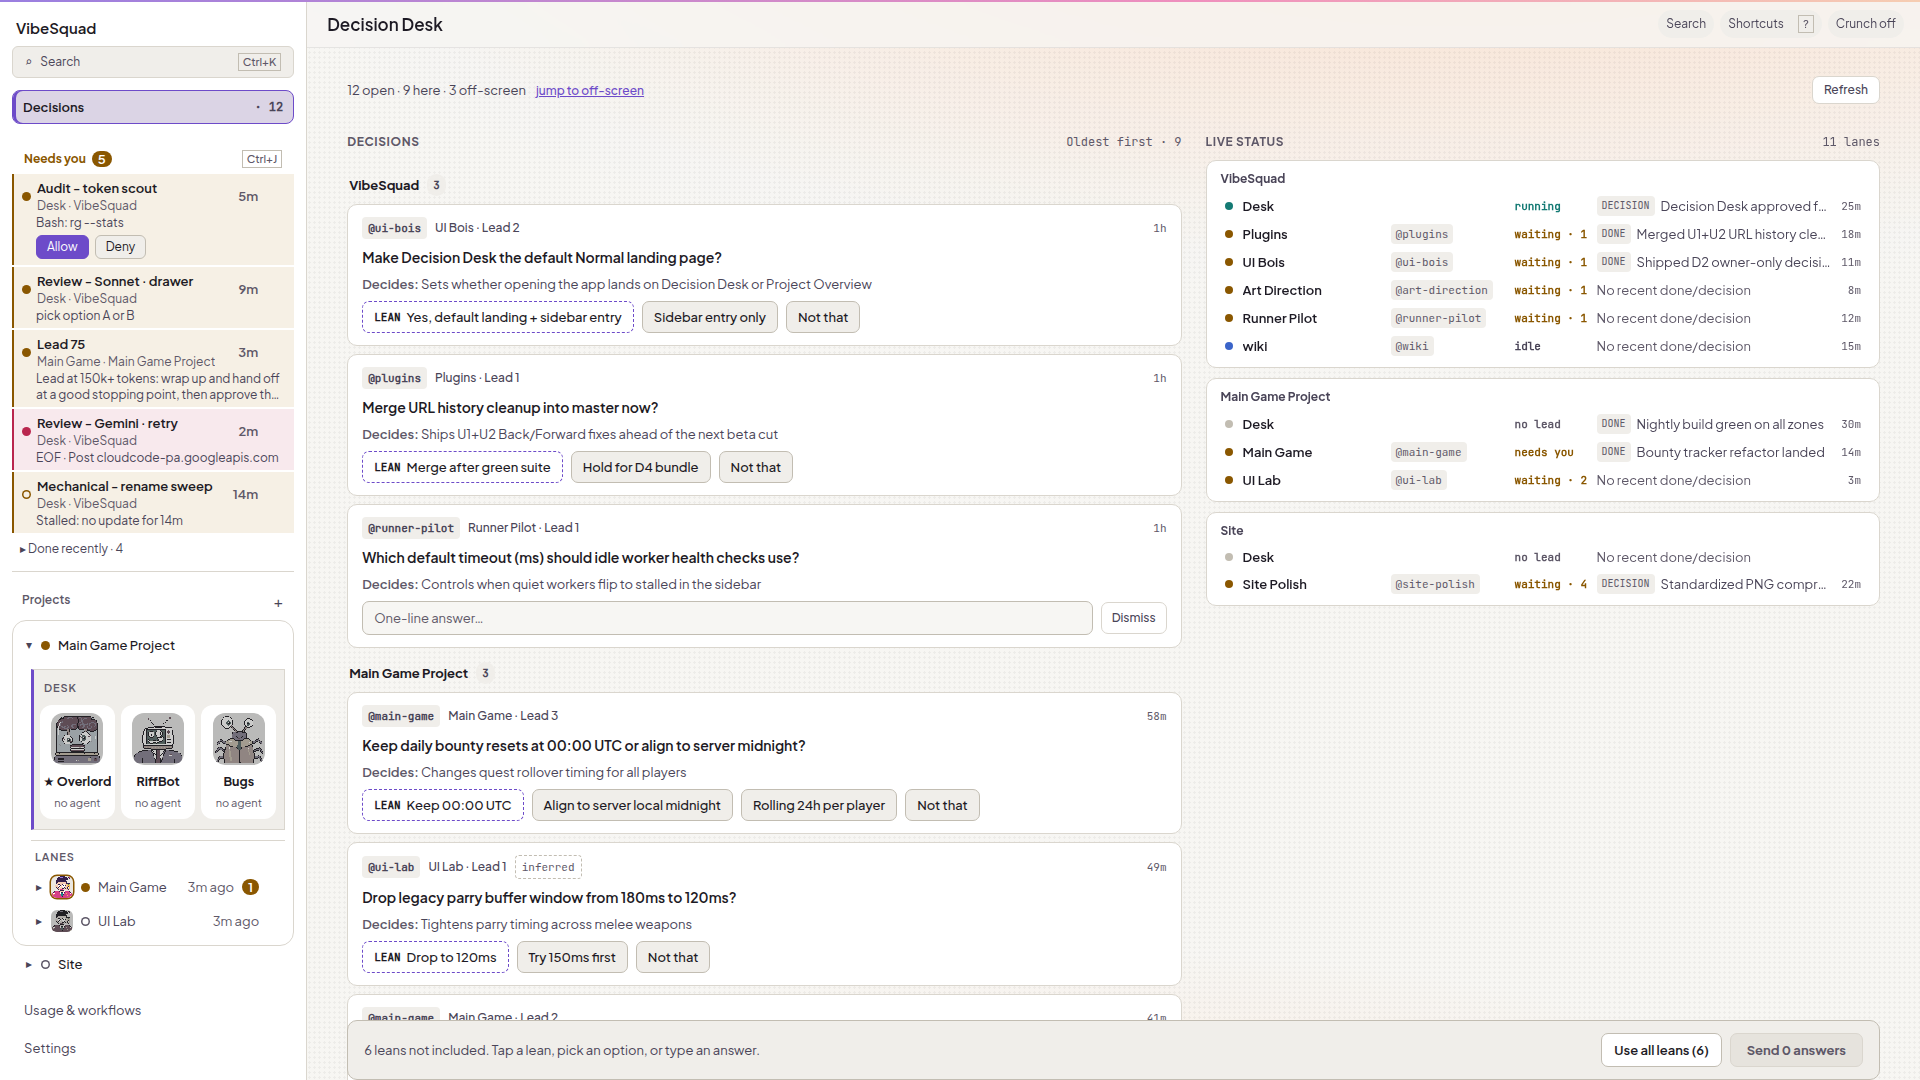 VibeSquad
Search Ctrl+K
Decisions · 12
Needs you 5 Ctrl+J
Audit – token scout 5m
Desk · VibeSquad
Bash: rg --stats
Allow Deny
Review – Sonnet · drawer 9m
Desk · VibeSquad
pick option A or B
Lead 75 3m
Main Game · Main Game Project
Lead at 150k+ tokens: wrap up and hand off
at a good stopping point, then approve th…
Review – Gemini · retry 2m
Desk · VibeSquad
EOF · Post cloudcode-pa.googleapis.com
Mechanical – rename sweep 14m
Desk · VibeSquad
Stalled: no update for 14m
Done recently · 4
Projects +
Main Game Project
DESK
★ Overlord RiffBot Bugs
no agent no agent no agent
LANES
Main Game 3m ago 1
UI Lab 3m ago
Site
Usage & workflows
Settings
Decision Desk
Search Shortcuts ? Crunch off
12 open · 9 here · 3 off-screen jump to off-screen
Refresh
DECISIONS Oldest first · 9
VibeSquad 3
@ui-bois UI Bois · Lead 2 1h
Make Decision Desk the default Normal landing page?
Decides: Sets whether opening the app lands on Decision Desk or Project Overview
LEAN Yes, default landing + sidebar entry Sidebar entry only Not that
@plugins Plugins · Lead 1 1h
Merge URL history cleanup into master now?
Decides: Ships U1+U2 Back/Forward fixes ahead of the next beta cut
LEAN Merge after green suite Hold for D4 bundle Not that
@runner-pilot Runner Pilot · Lead 1 1h
Which default timeout (ms) should idle worker health checks use?
Decides: Controls when quiet workers flip to stalled in the sidebar
One-line answer… Dismiss
Main Game Project 3
@main-game Main Game · Lead 3 58m
Keep daily bounty resets at 00:00 UTC or align to server midnight?
Decides: Changes quest rollover timing for all players
LEAN Keep 00:00 UTC Align to server local midnight Rolling 24h per player Not that
@ui-lab UI Lab · Lead 1 inferred 49m
Drop legacy parry buffer window from 180ms to 120ms?
Decides: Tightens parry timing across melee weapons
LEAN Drop to 120ms Try 150ms first Not that
@main-game Main Game · Lead 2 41m
LIVE STATUS 11 lanes
VibeSquad
Desk running DECISION Decision Desk approved f… 25m
Plugins @plugins waiting · 1 DONE Merged U1+U2 URL history cle… 18m
UI Bois @ui-bois waiting · 1 DONE Shipped D2 owner-only decisi… 11m
Art Direction @art-direction waiting · 1 No recent done/decision 8m
Runner Pilot @runner-pilot waiting · 1 No recent done/decision 12m
wiki @wiki idle No recent done/decision 15m
Main Game Project
Desk no lead DONE Nightly build green on all zones 30m
Main Game @main-game needs you DONE Bounty tracker refactor landed 14m
UI Lab @ui-lab waiting · 2 No recent done/decision 3m
Site
Desk no lead No recent done/decision
Site Polish @site-polish waiting · 4 DECISION Standardized PNG compr… 22m
6 leans not included. Tap a lean, pick an option, or type an answer.
Use all leans (6) Send 0 answers